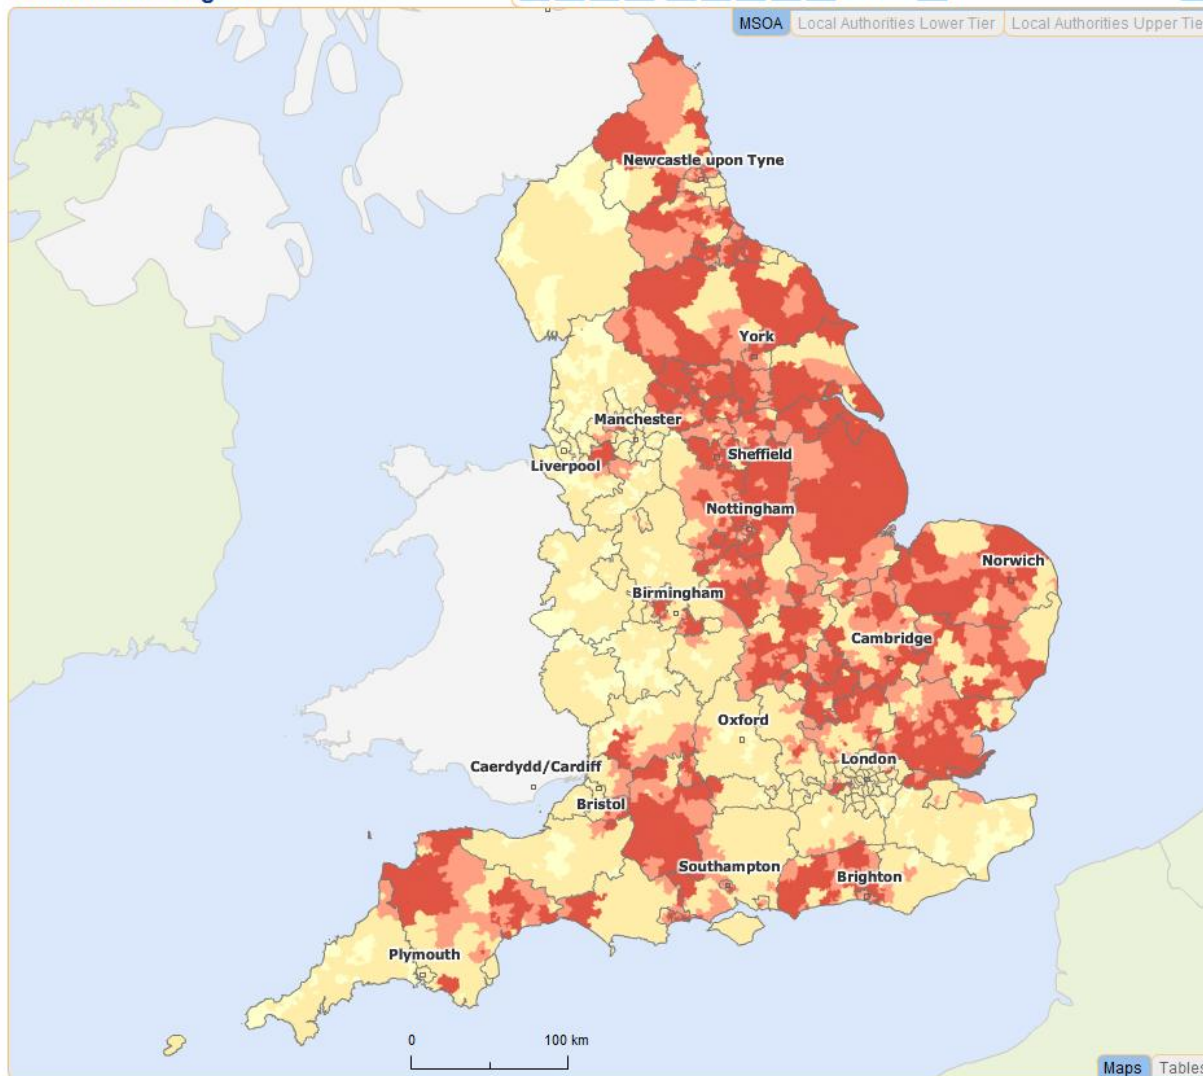 MSOA
Local Authorities Lower Tier
Local Authorities Upper Tie
Newcastle upon Tyne
York
Manchester
Sheffield
Liverpool
Nottingham
Norwich
Birmingham
Cambridge
Oxford
Caerdydd/Cardiff
London
Bristol
Southampton
Brighton
Plymouth
0 100 km
Maps Tables